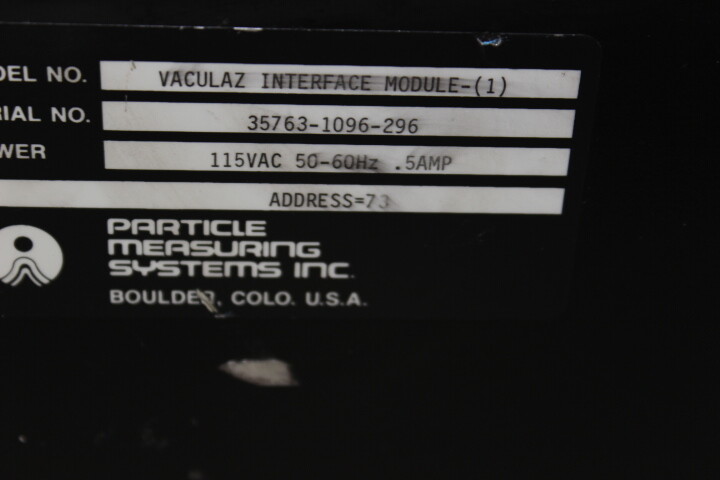 DEL NO. VACULAZ INTERFACE MODULE-(1)
RIAL NO. 35763-1096-296
WER 115VAC 50-60Hz .5AMP
ADDRESS=73
PARTICLE
MEASURING
SYSTEMS INC.
BOULDER, COLO. U.S.A.